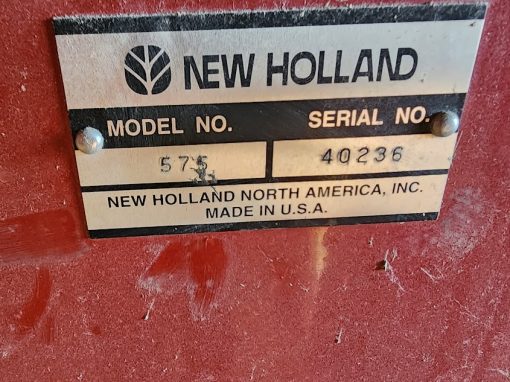 NEW HOLLAND
MODEL NO. SERIAL NO.
575 40236
NEW HOLLAND NORTH AMERICA, INC.
MADE IN U.S.A.